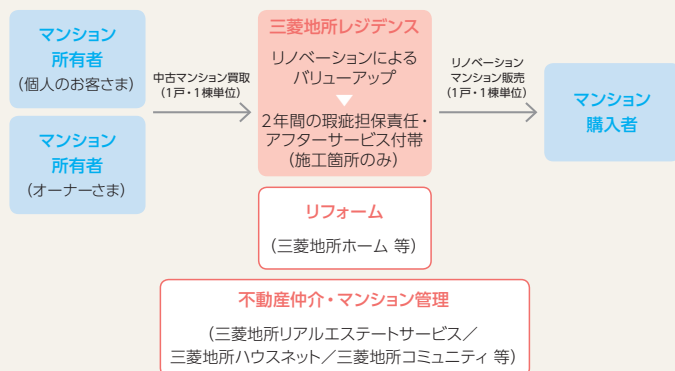 マンション
所有者
(個人のお客さま)
マンション
所有者
(オーナーさま)
中古マンション買取
(1戸・1棟単位)
三菱地所レジデンス
リノベーションによる
バリューアップ
2年間の瑕疵担保責任・
アフターサービス付帯
(施工箇所のみ)
リノベーション
マンション販売
(1戸・1棟単位)
マンション
購入者
リフォーム
(三菱地所ホーム 等)
不動産仲介・マンション管理
(三菱地所リアルエステートサービス/
三菱地所ハウスネット/三菱地所コミュニティ 等)